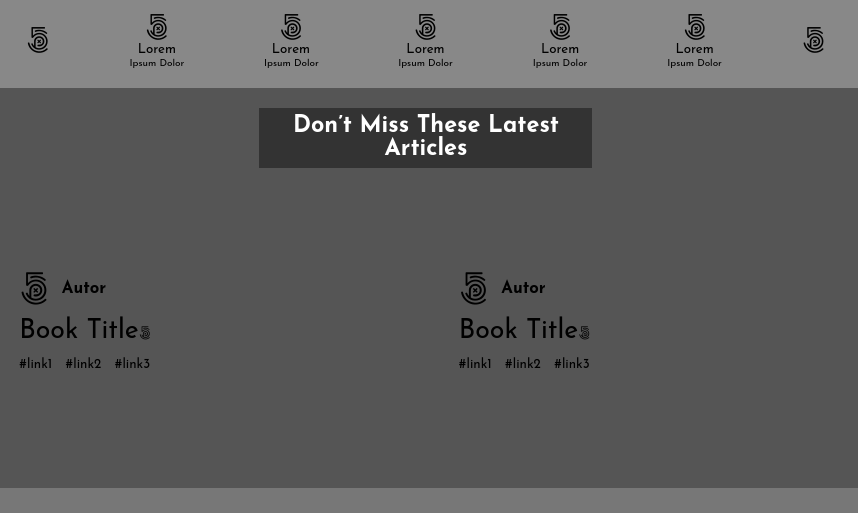 Lorem
Ipsum Dolor
Lorem
Ipsum Dolor
Lorem
Ipsum Dolor
Lorem
Ipsum Dolor
Lorem
Ipsum Dolor
Don't Miss These Latest
Articles
Autor
Book Title
#link1 #link2 #link3
Autor
Book Title
#link1 #link2 #link3